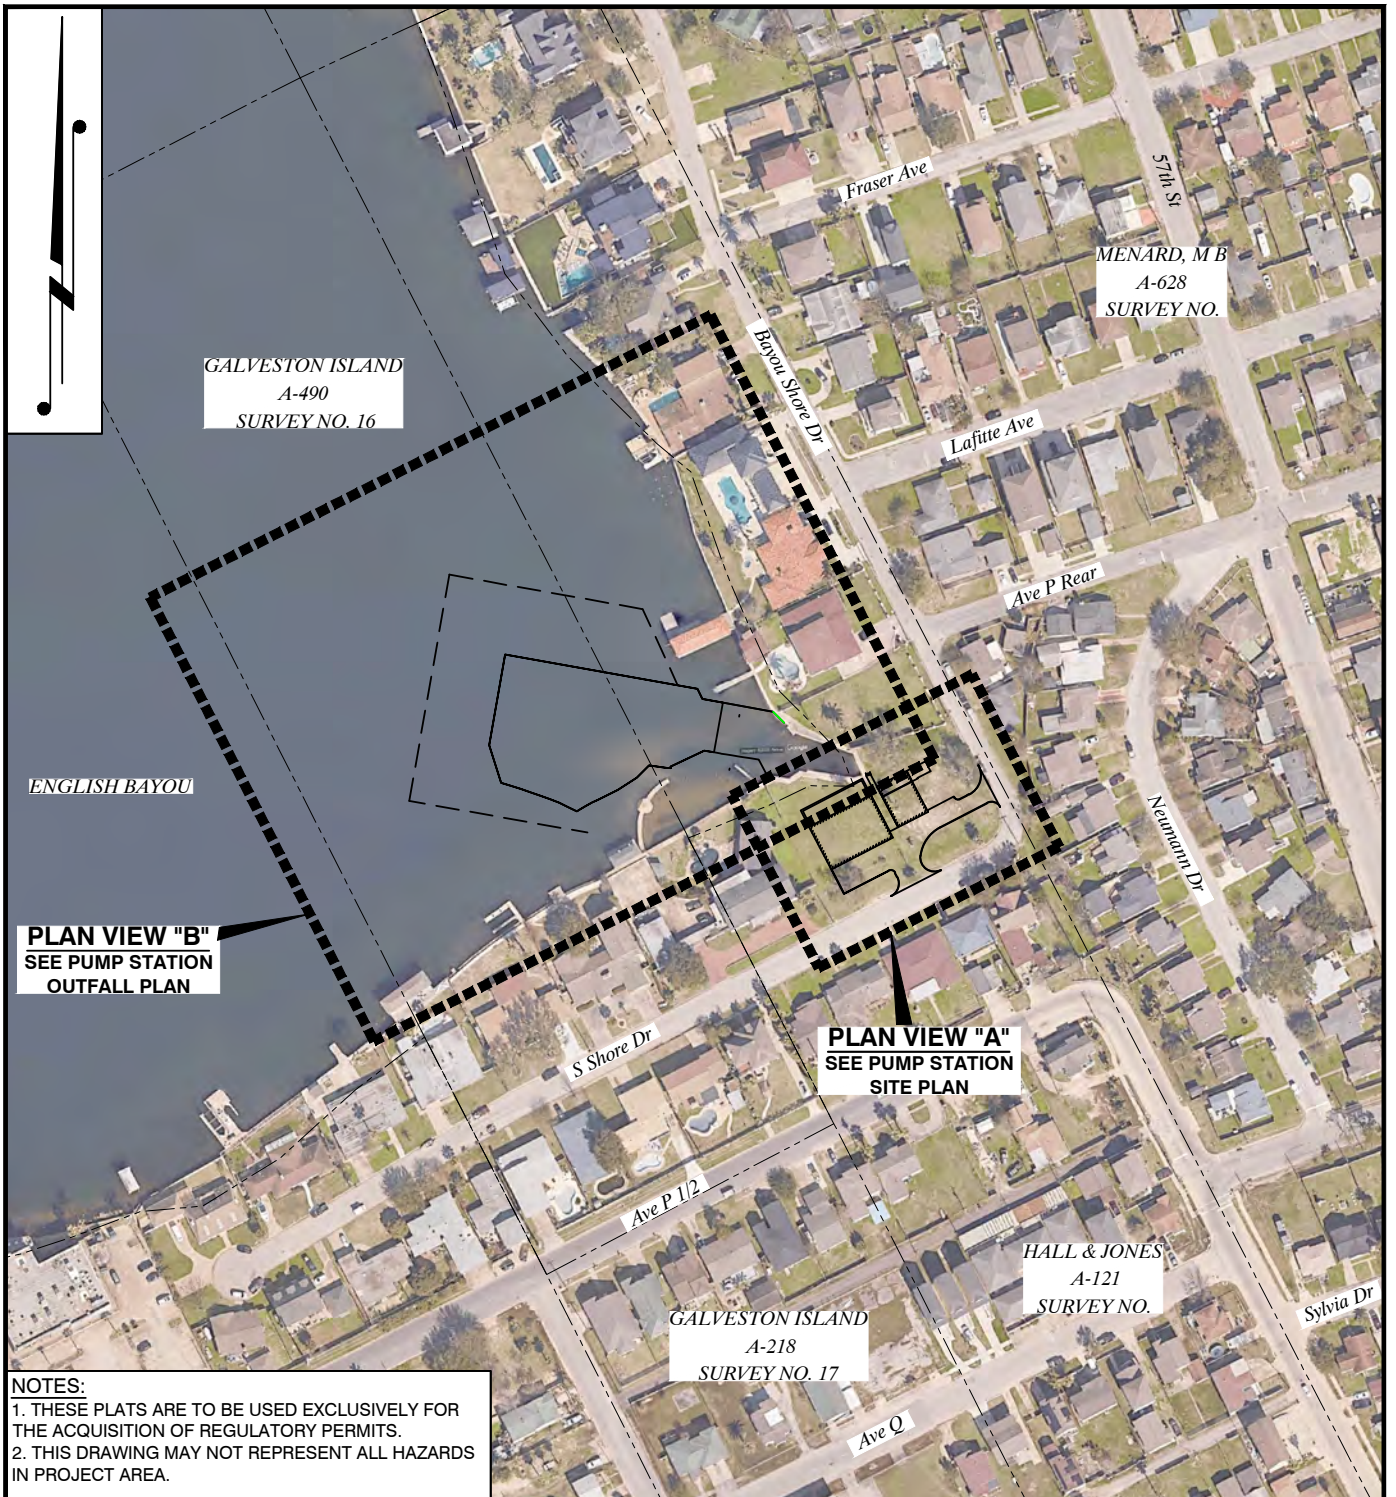 Fraser Ave
57th St
MENARD, M B
A-628
SURVEY NO.
GALVESTON ISLAND
A-490
SURVEY NO. 16
Bayou Shore Dr
Lafitte Ave
Ave P Rear
ENGLISH BAYOU
Neumann Dr
PLAN VIEW "B"
SEE PUMP STATION
OUTFALL PLAN
PLAN VIEW "A"
SEE PUMP STATION
SITE PLAN
S Shore Dr
Ave P 1/2
HALL & JONES
A-121
SURVEY NO.
Sylvia Dr
GALVESTON ISLAND
A-218
SURVEY NO. 17
Ave Q
NOTES:
1. THESE PLATS ARE TO BE USED EXCLUSIVELY FOR
THE ACQUISITION OF REGULATORY PERMITS.
2. THIS DRAWING MAY NOT REPRESENT ALL HAZARDS
IN PROJECT AREA.